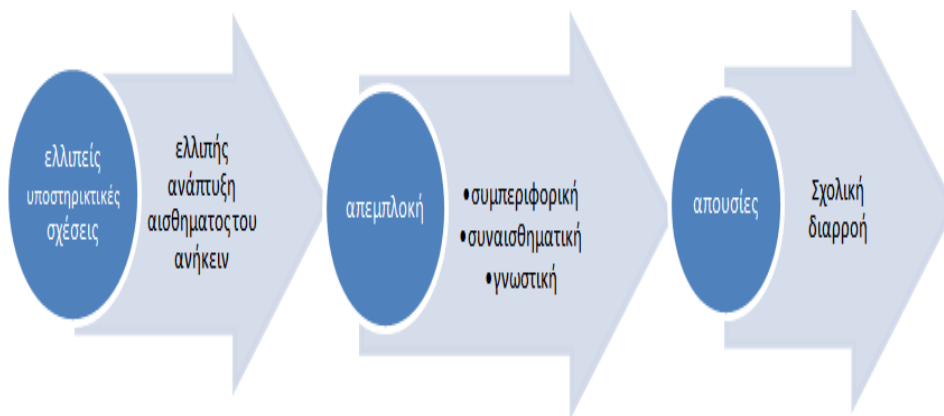 ελλιπείς
υποστηρικτικές
σχέσεις
ελλιπής
ανάπτυξη
αισθηματος του
ανήκειν
απεμπλοκή
•συμπεριφορική
•συναισθηματική
•γνωστική
απουσίες
Σχολική
διαρροή